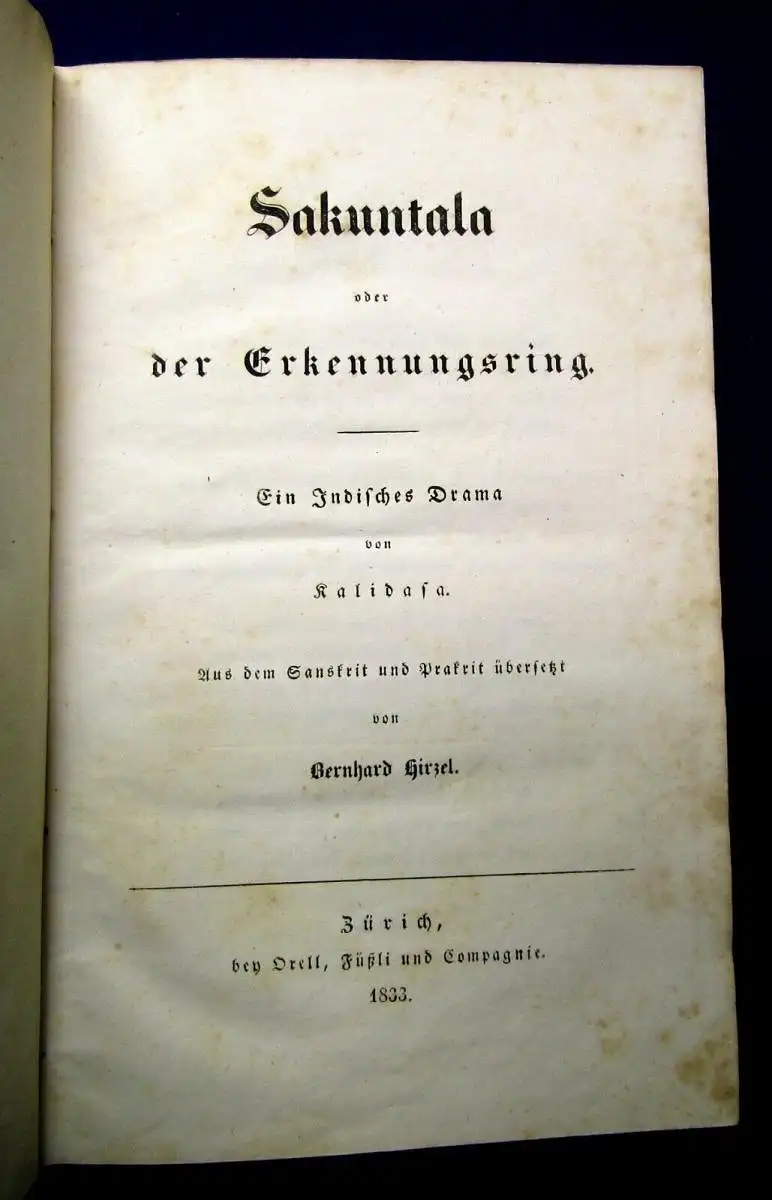 Sakuntala
oder
der Erkennungsring.
Ein Indisches Drama
von
Kalidasa.
Aus dem Sanskrit und Prakrit übersetzt
von
Bernhard Hirzel.
Zürich,
bey Orell, Füßli und Compagnie.
1833.